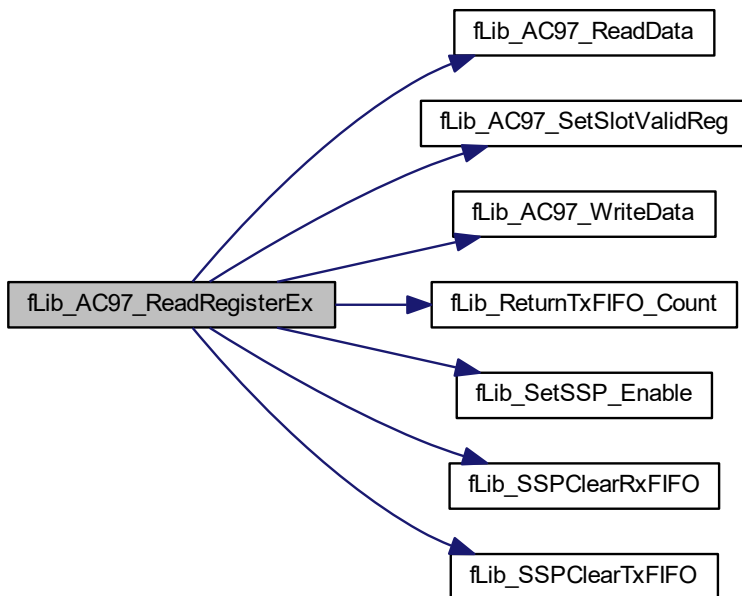 fLib_AC97_ReadData
fLib_AC97_SetSlotValidReg
fLib_AC97_WriteData
fLib_AC97_ReadRegisterEx
fLib_ReturnTxFIFO_Count
fLib_SetSSP_Enable
fLib_SSPClearRxFIFO
fLib_SSPClearTxFIFO